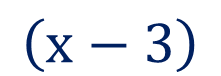 (x − 3)